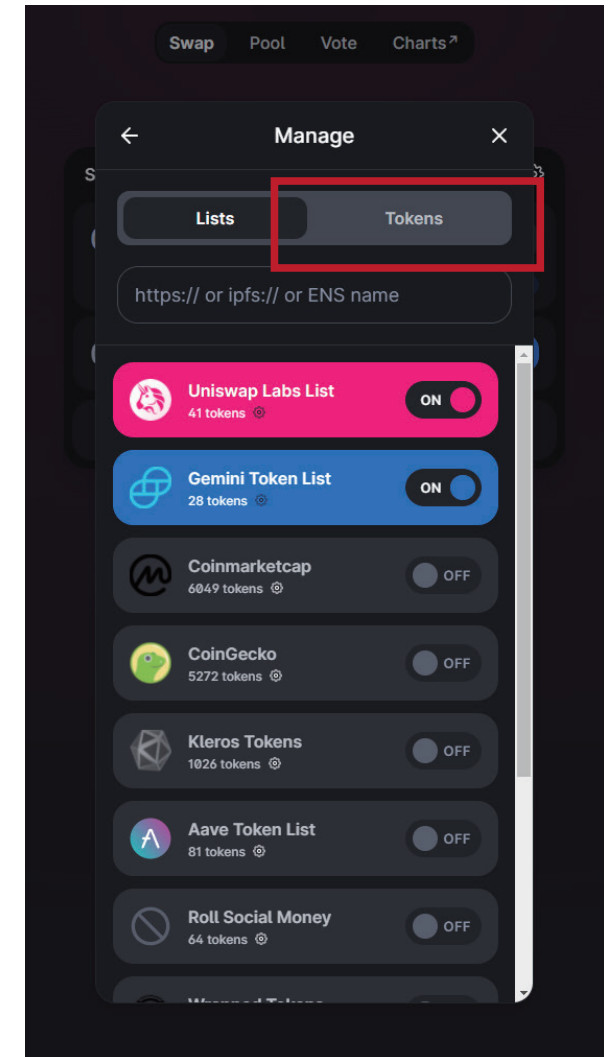 Swap Pool Vote Charts↗
← Manage ×
S
Lists Tokens
https:// or ipfs:// or ENS name
Uniswap Labs List
41 tokens
ON
Gemini Token List
28 tokens
ON
Coinmarketcap
6049 tokens
OFF
CoinGecko
5272 tokens
OFF
Kleros Tokens
1026 tokens
OFF
Aave Token List
81 tokens
OFF
Roll Social Money
64 tokens
OFF